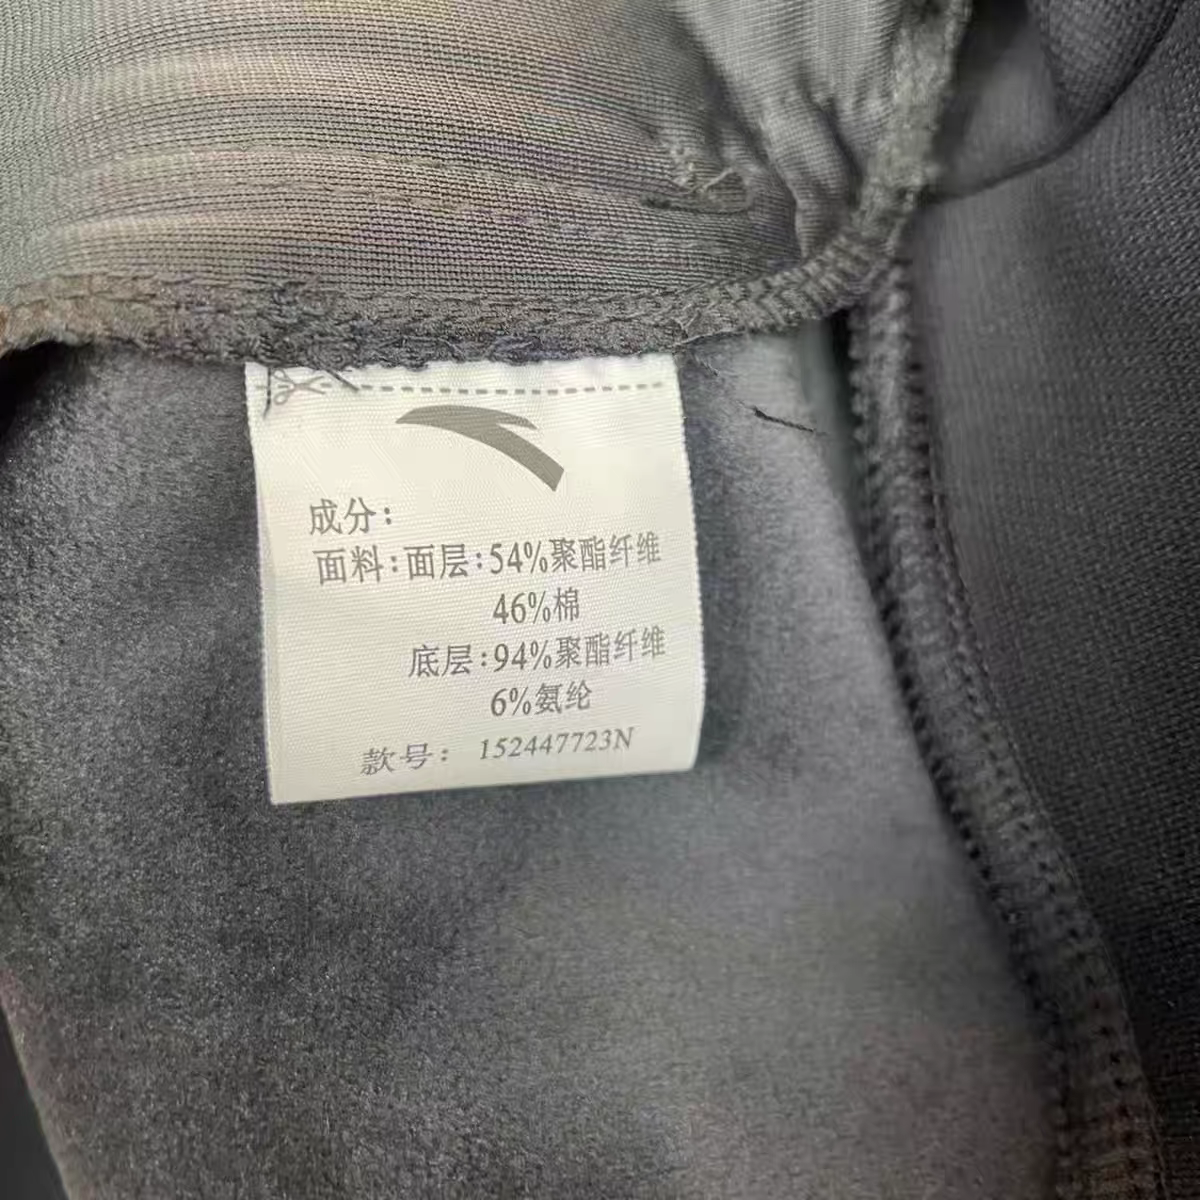 成分：
面料：面层：54%聚酯纤维
46%棉
底层：94%聚酯纤维
6%氨纶
款号： 152447723N